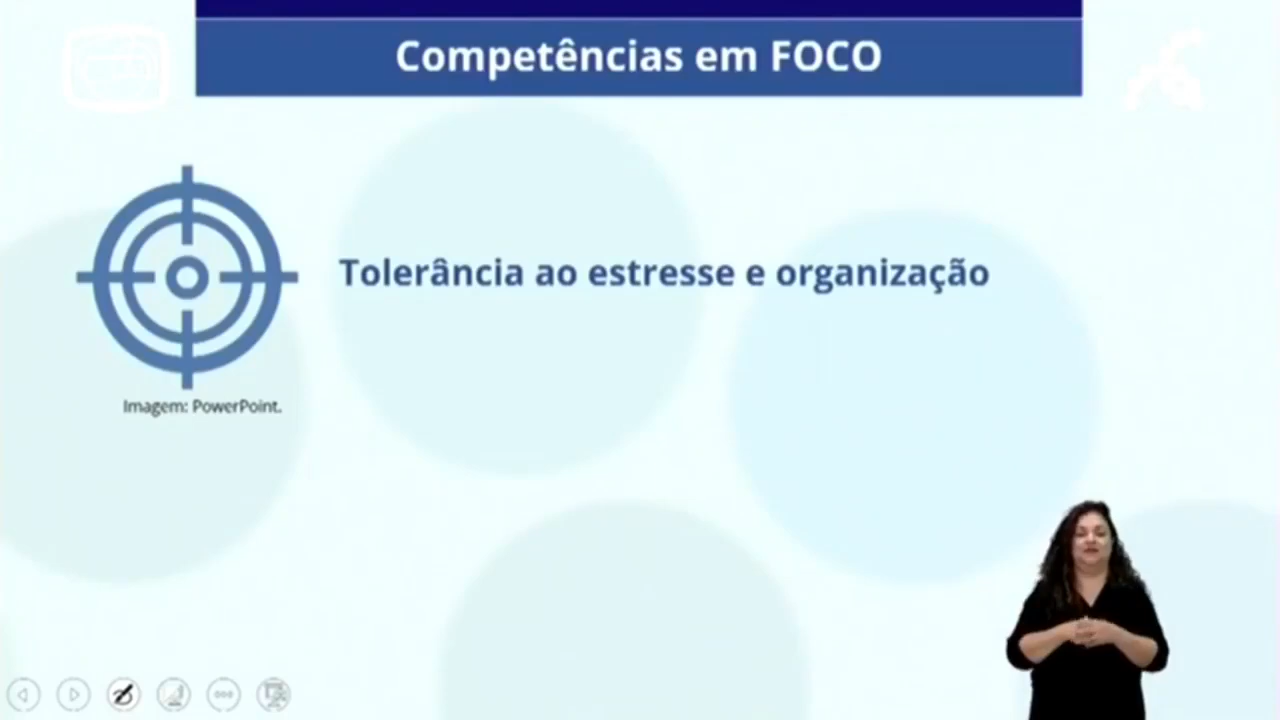 Competências em FOCO
Tolerância ao estresse e organização
Imagem: PowerPoint.